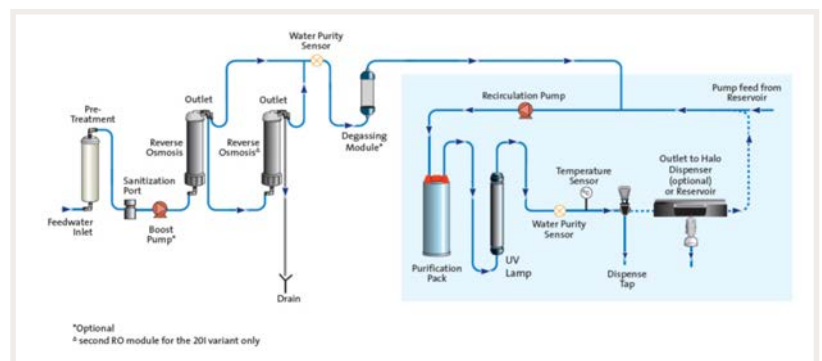 Water Purity
Sensor
Outlet
Outlet
Pre-
Treatment
Reverse
Osmosis
Reverse
Osmosisᐞ
Degassing
Module*
Sanitization
Port
Feedwater
Inlet
Boost
Pump*
Drain
Recirculation Pump
Pump feed from
Reservoir
Temperature
Sensor
Outlet to Halo
Dispenser
(optional)
or Reservoir
Water Purity
Sensor
Purification
Pack
UV
Lamp
Dispense
Tap
*Optional
ᐞ second RO module for the 20I variant only